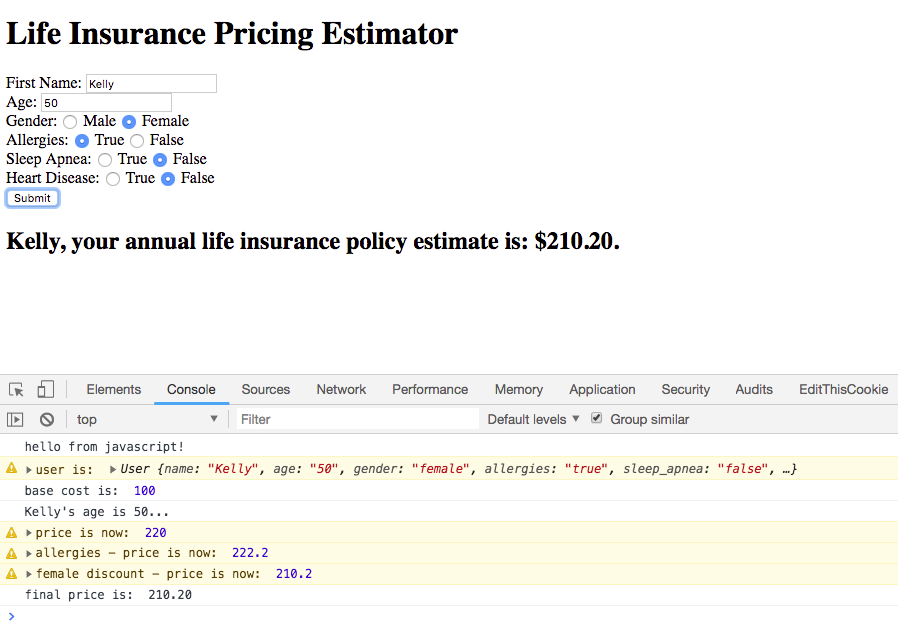 Life Insurance Pricing Estimator
First Name: Kelly
Age: 50
Gender: Male Female
Allergies: True False
Sleep Apnea: True False
Heart Disease: True False
Submit
Kelly, your annual life insurance policy estimate is: $210.20.
Elements Console Sources Network Performance Memory Application Security Audits EditThisCookie
top Filter Default levels Group similar
hello from javascript!
user is: User {name: "Kelly", age: "50", gender: "female", allergies: "true", sleep_apnea: "false", …}
base cost is: 100
Kelly's age is 50...
price is now: 220
allergies – price is now: 222.2
female discount – price is now: 210.2
final price is: 210.20